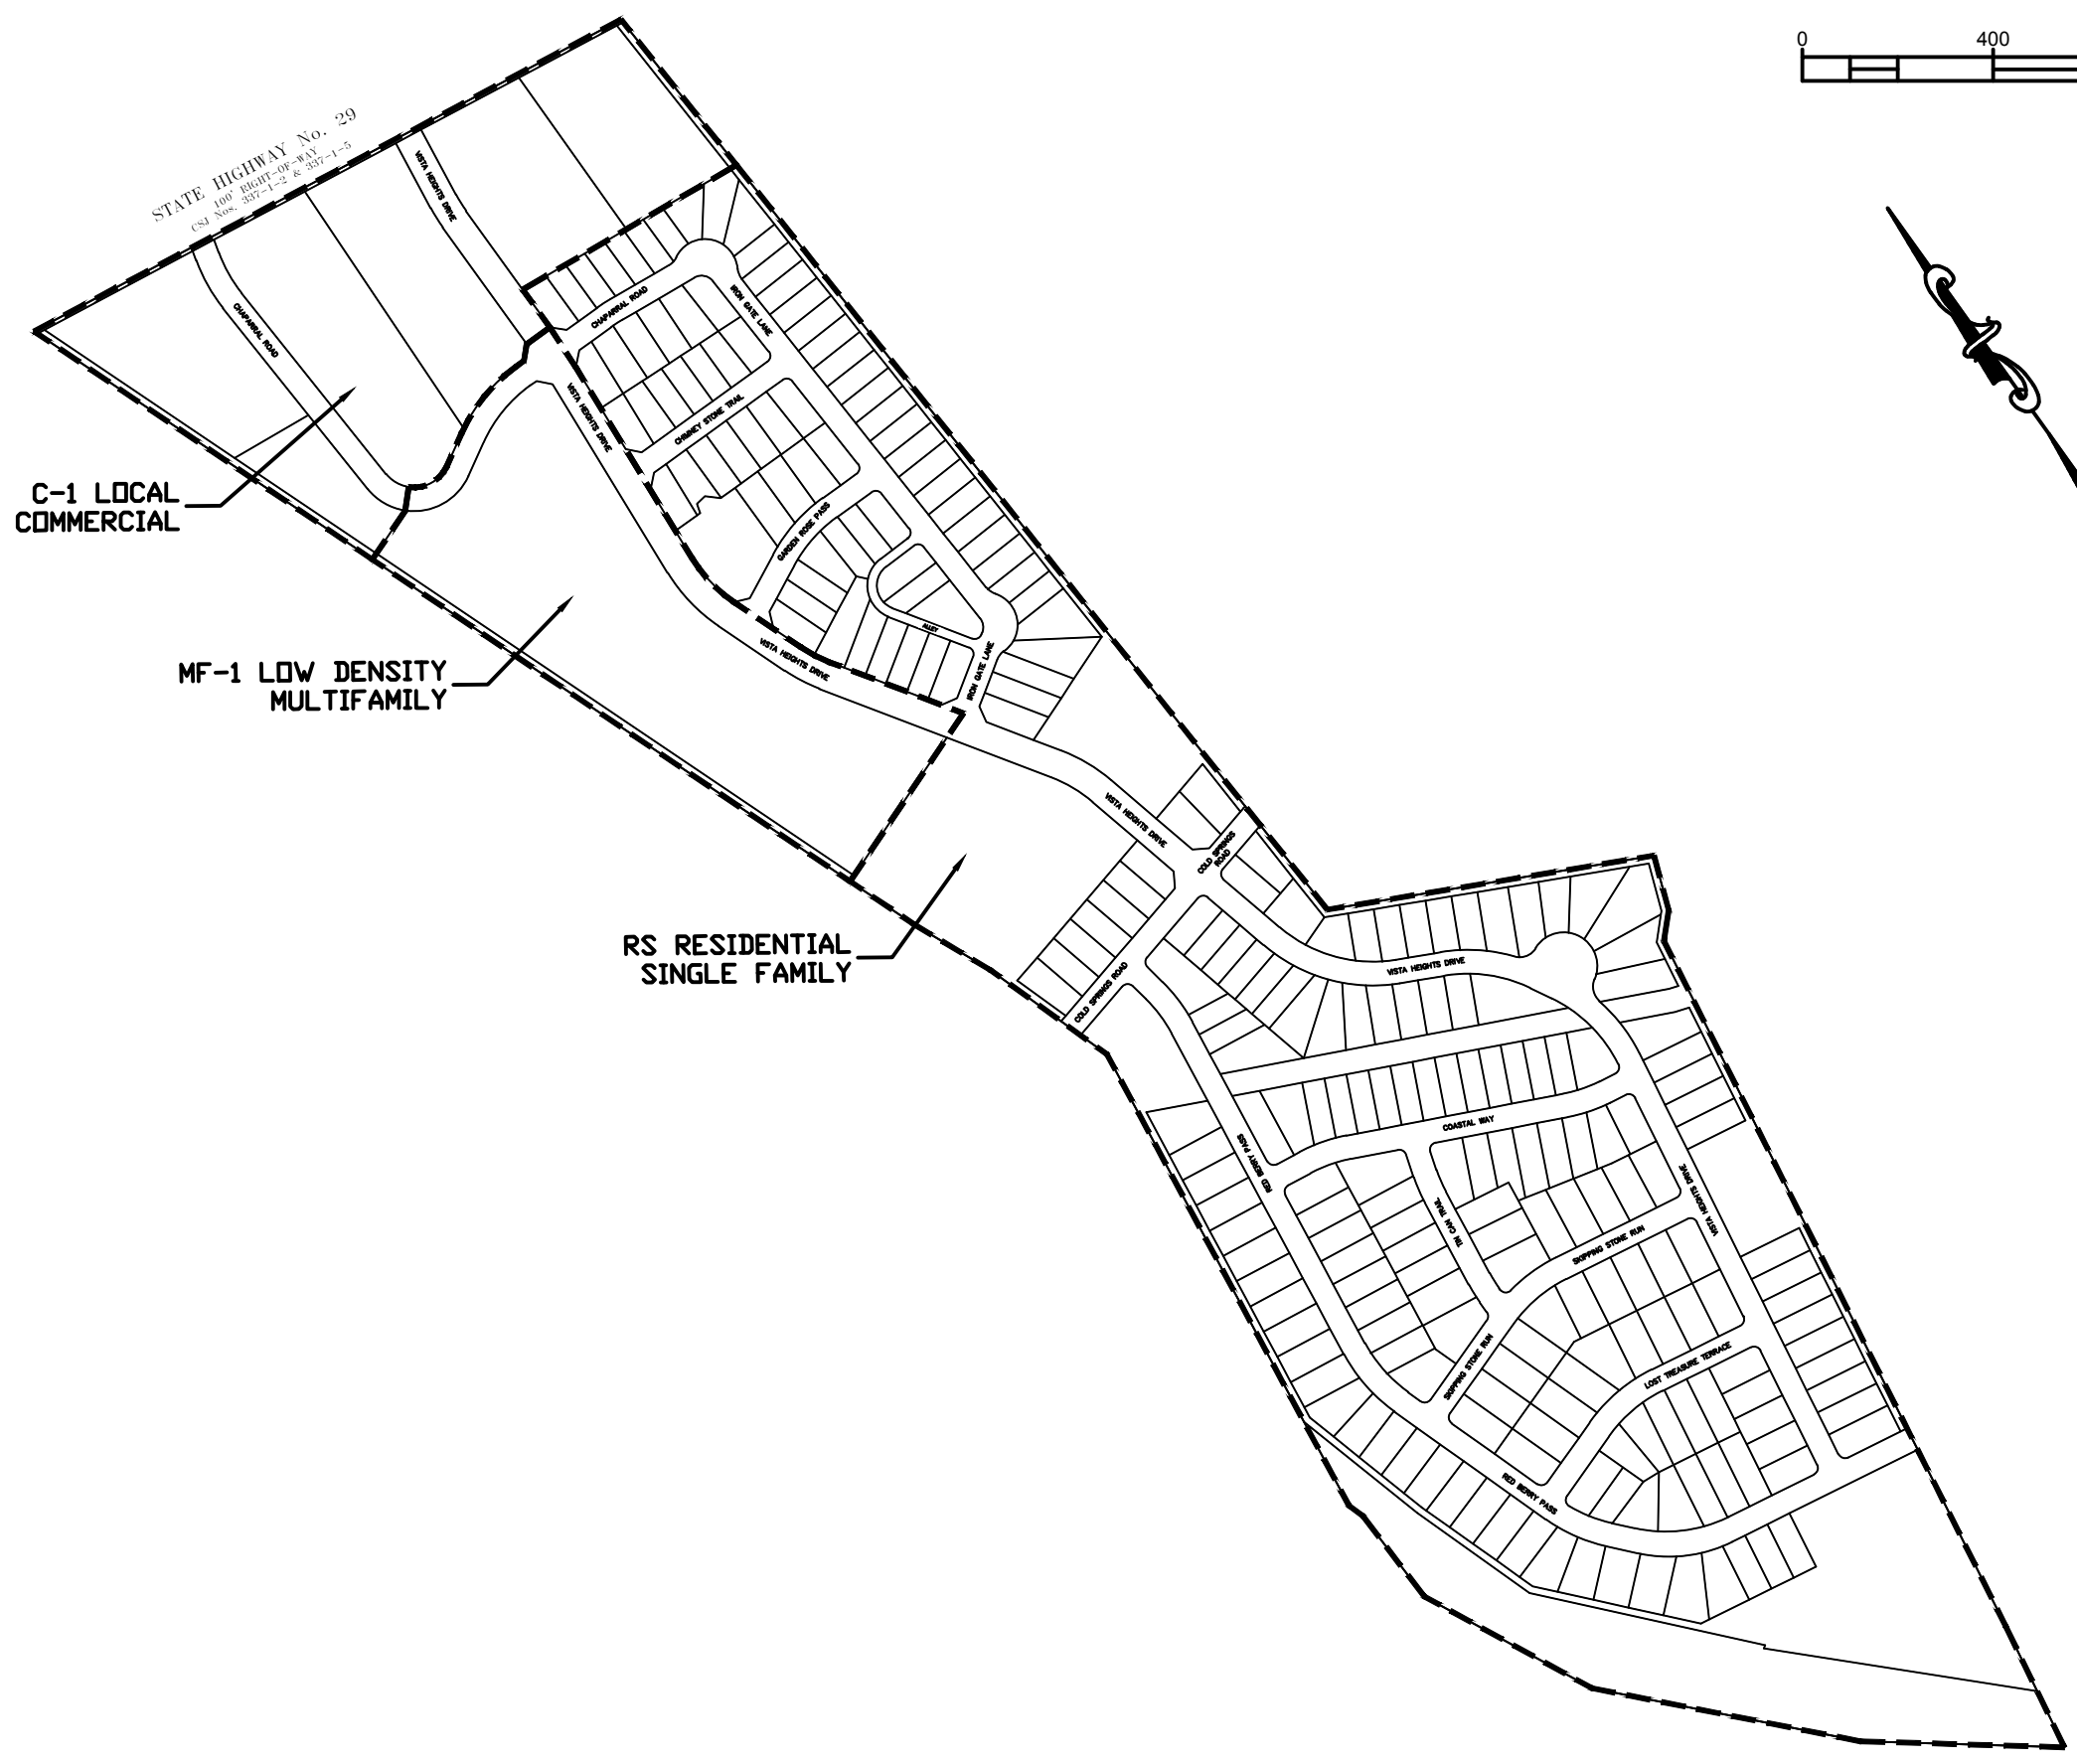 0 400
STATE HIGHWAY No. 29
100' RIGHT-OF-WAY
CSJ Nos. 337-1-2 & 337-1-5
VISTA HEIGHTS DRIVE
CHAPARRAL ROAD
CHAPARRAL ROAD
IRON GATE LANE
VISTA HEIGHTS DRIVE
CHIMNEY STONE TRAIL
C-1 LOCAL
COMMERCIAL
GARDEN ROSE PASS
ALLEY
VISTA HEIGHTS DRIVE
IRON GATE LANE
MF-1 LOW DENSITY
MULTIFAMILY
VISTA HEIGHTS DRIVE
COLD SPRINGS
ROAD
RS RESIDENTIAL
SINGLE FAMILY
COLD SPRINGS ROAD
VISTA HEIGHTS DRIVE
COASTAL WAY
RED BERRY PASS
TIN CAN TRAIL
VISTA HEIGHTS DRIVE
SKIPPING STONE RUN
SKIPPING STONE RUN
LOST TREASURE TERRACE
RED BERRY PASS